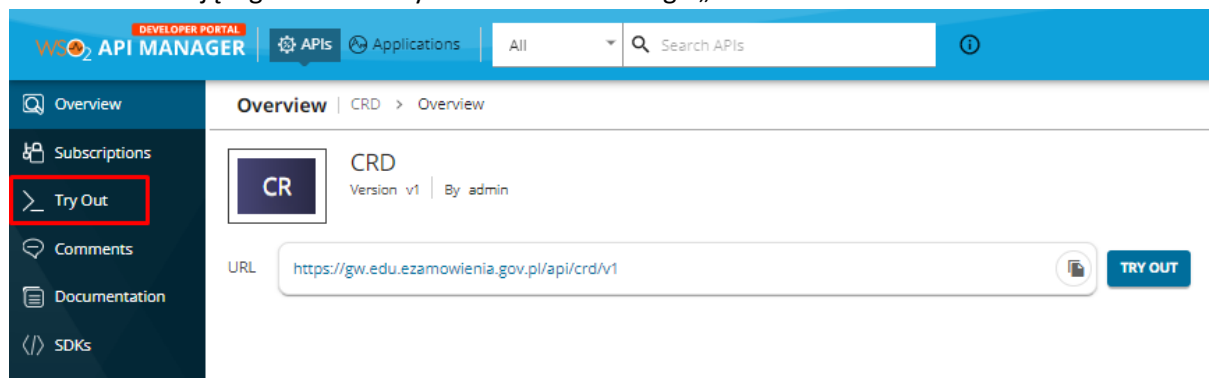 DEVELOPER PORTAL
WSO2 API MANAGER
APIs
Applications
All
Search APIs
Overview
Subscriptions
Try Out
Comments
Documentation
SDKs
Overview | CRD > Overview
CR
CRD
Version v1 | By admin
URL
https://gw.edu.ezamowienia.gov.pl/api/crd/v1
TRY OUT